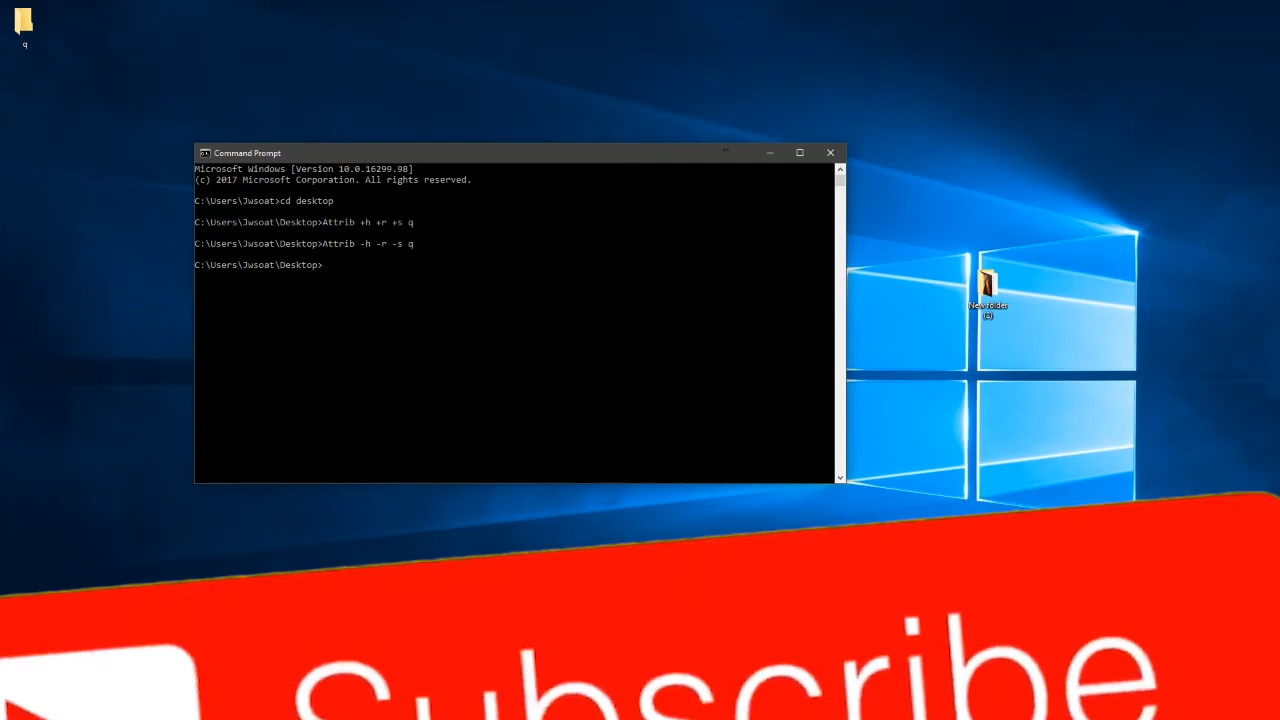 q
Command Prompt
Microsoft Windows [Version 10.0.16299.98]
(c) 2017 Microsoft Corporation. All rights reserved.
C:\Users\Jwsoat>cd desktop
C:\Users\Jwsoat\Desktop>Attrib +h +r +s q
C:\Users\Jwsoat\Desktop>Attrib -h -r -s q
C:\Users\Jwsoat\Desktop>
New folder
Subscribe